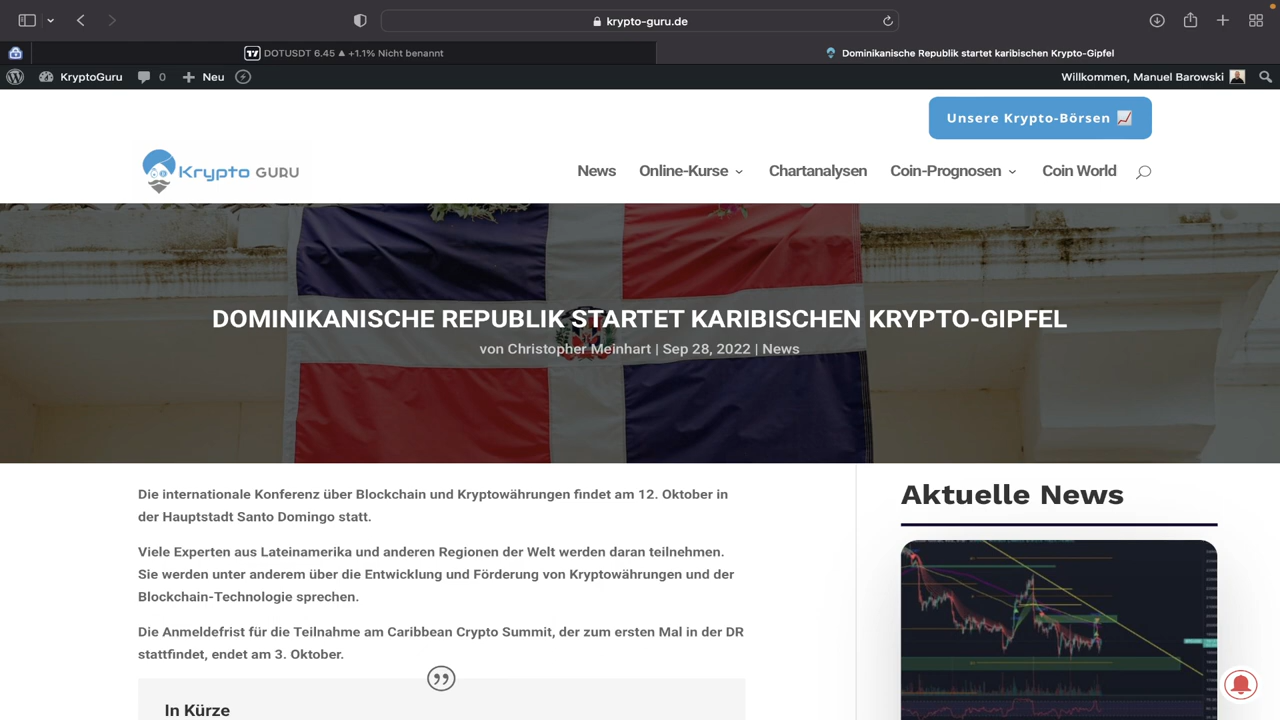 krypto-guru.de
DOTUSDT 6.45 ▲ +1.1% Nicht benannt
Dominikanische Republik startet karibischen Krypto-Gipfel
KryptoGuru 0 Neu
Willkommen, Manuel Barowski
Unsere Krypto-Börsen 📈
Krypto GURU
News Online-Kurse Chartanalysen Coin-Prognosen Coin World
DOMINIKANISCHE REPUBLIK STARTET KARIBISCHEN KRYPTO-GIPFEL
von Christopher Meinhart | Sep 28, 2022 | News
Die internationale Konferenz über Blockchain und Kryptowährungen findet am 12. Oktober in
der Hauptstadt Santo Domingo statt.
Viele Experten aus Lateinamerika und anderen Regionen der Welt werden daran teilnehmen.
Sie werden unter anderem über die Entwicklung und Förderung von Kryptowährungen und der
Blockchain-Technologie sprechen.
Die Anmeldefrist für die Teilnahme am Caribbean Crypto Summit, der zum ersten Mal in der DR
stattfindet, endet am 3. Oktober.
In Kürze
Aktuelle News